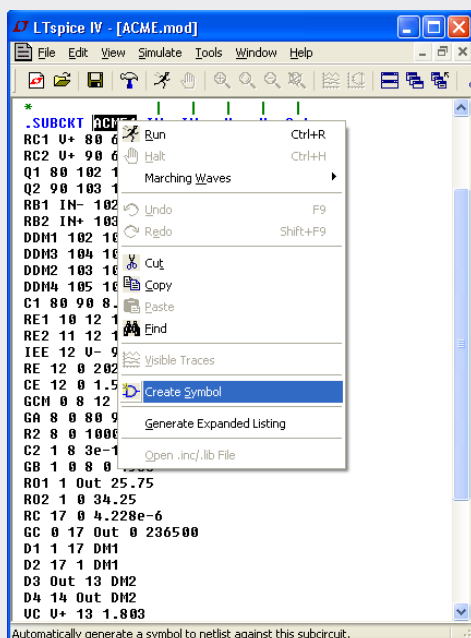 LTspice IV - [ACME.mod]
File Edit View Simulate Tools Window Help
*
.SUBCKT ACME
RC1 V+ 80 6
RC2 V+ 90 6
Q1 80 102 1
Q2 90 103 1
RB1 IN- 102
RB2 IN+ 103
DDM1 102 10
DDM3 104 10
DDM2 103 10
DDM4 105 10
C1 80 90 8.
RE1 10 12 1
RE2 11 12 1
IEE 12 V- 9
RE 12 0 202
CE 12 0 1.5
GCM 0 8 12
GA 8 0 80 9
R2 8 0 1000
C2 1 8 3e-1
GB 1 0 8 0
RO1 1 Out 25.75
RO2 1 0 34.25
RC 17 0 4.228e-6
GC 0 17 Out 0 236500
D1 1 17 DM1
D2 17 1 DM1
D3 Out 13 DM2
D4 14 Out DM2
VC V+ 13 1.803
Run Ctrl+R
Halt Ctrl+H
Marching Waves
Undo F9
Redo Shift+F9
Cut
Copy
Paste
Find
Visible Traces
Create Symbol
Generate Expanded Listing
Open .inc/.lib File
Automatically generate a symbol to netlist against this subcircuit.